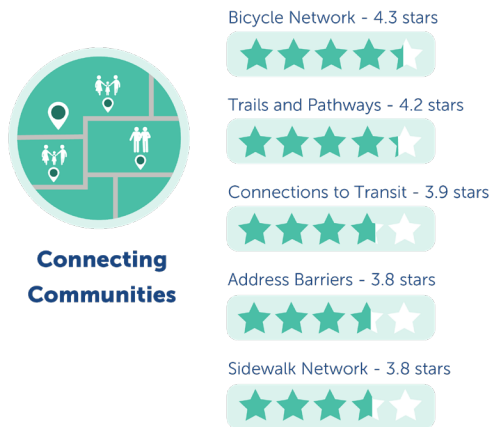 Bicycle Network - 4.3 stars
Trails and Pathways - 4.2 stars
Connections to Transit - 3.9 stars
Address Barriers - 3.8 stars
Sidewalk Network - 3.8 stars
Connecting
Communities